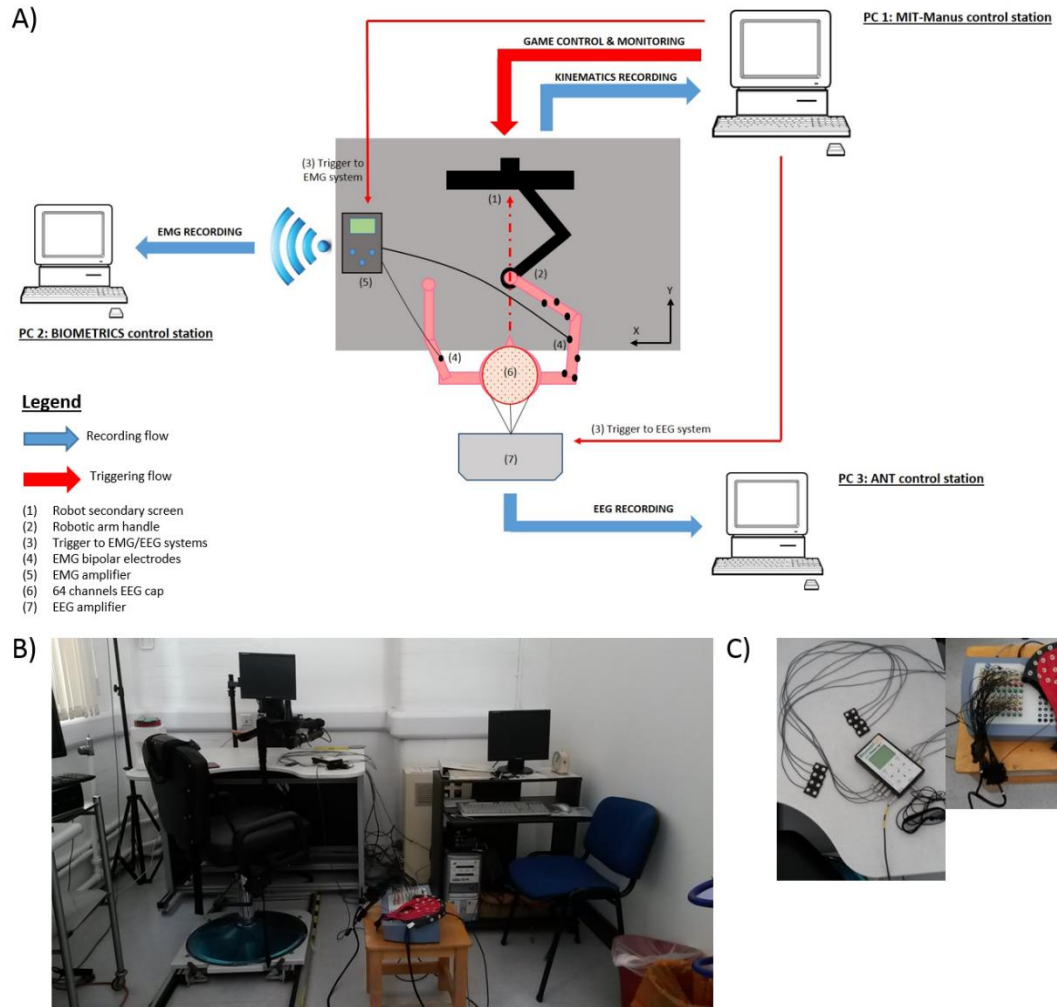 A)
PC 1: MIT-Manus control station
GAME CONTROL & MONITORING
KINEMATICS RECORDING
(3) Trigger to
EMG system
(1)
EMG RECORDING
(2)
(5)
Y
X
PC 2: BIOMETRICS control station
(4)
(4)
(6)
Legend
Recording flow
(3) Trigger to EEG system
(7)
Triggering flow
PC 3: ANT control station
EEG RECORDING
(1) Robot secondary screen
(2) Robotic arm handle
(3) Trigger to EMG/EEG systems
(4) EMG bipolar electrodes
(5) EMG amplifier
(6) 64 channels EEG cap
(7) EEG amplifier
B)
C)